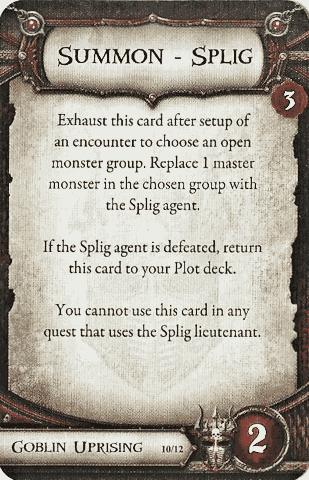 Summon - Splig
3
Exhaust this card after setup of
an encounter to choose an open
monster group. Replace 1 master
monster in the chosen group with
the Splig agent.
If the Splig agent is defeated, return
this card to your Plot deck.
You cannot use this card in any
quest that uses the Splig lieutenant.
Goblin Uprising 10/12
2